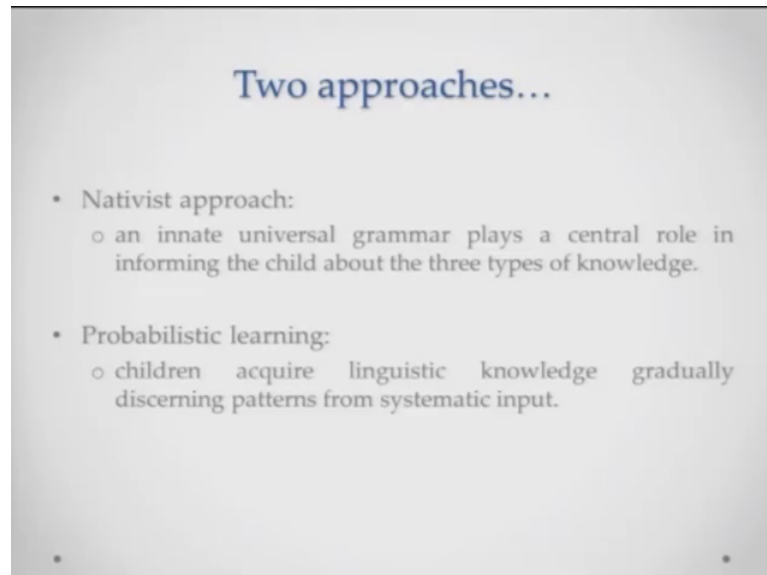 Two approaches...
• Nativist approach:
o an innate universal grammar plays a central role in
informing the child about the three types of knowledge.
• Probabilistic learning:
o children acquire linguistic knowledge gradually
discerning patterns from systematic input.